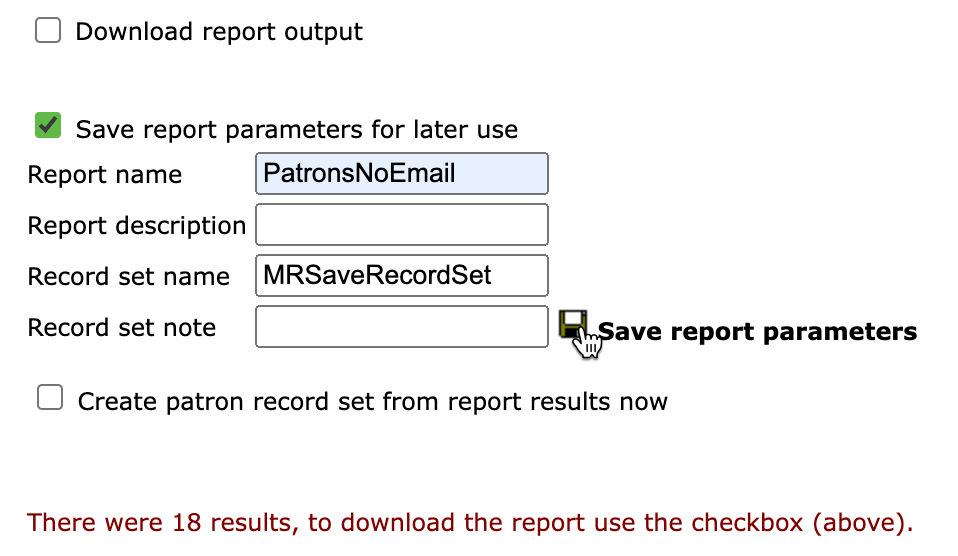 Download report output
Save report parameters for later use
Report name PatronsNoEmail
Report description
Record set name MRSaveRecordSet
Record set note Save report parameters
Create patron record set from report results now
There were 18 results, to download the report use the checkbox (above).